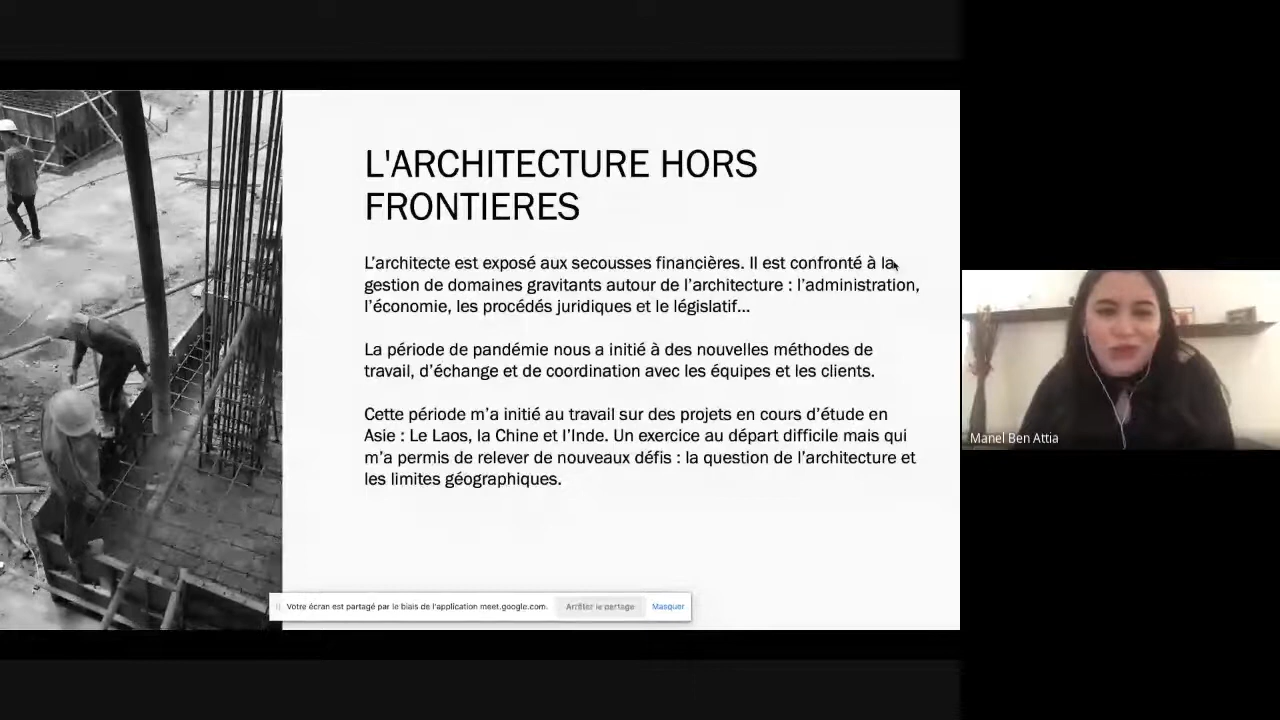 L'ARCHITECTURE HORS
FRONTIERES
L’architecte est exposé aux secousses financières. Il est confronté à la
gestion de domaines gravitants autour de l’architecture : l’administration,
l’économie, les procédés juridiques et le législatif...
La période de pandémie nous a initié à des nouvelles méthodes de
travail, d’échange et de coordination avec les équipes et les clients.
Cette période m’a initié au travail sur des projets en cours d’étude en
Asie : Le Laos, la Chine et l’Inde. Un exercice au départ difficile mais qui
m’a permis de relever de nouveaux défis : la question de l’architecture et
les limites géographiques.
Manel Ben Attia
Votre écran est partagé par le biais de l'application meet.google.com. Arrêter le partage Masquer